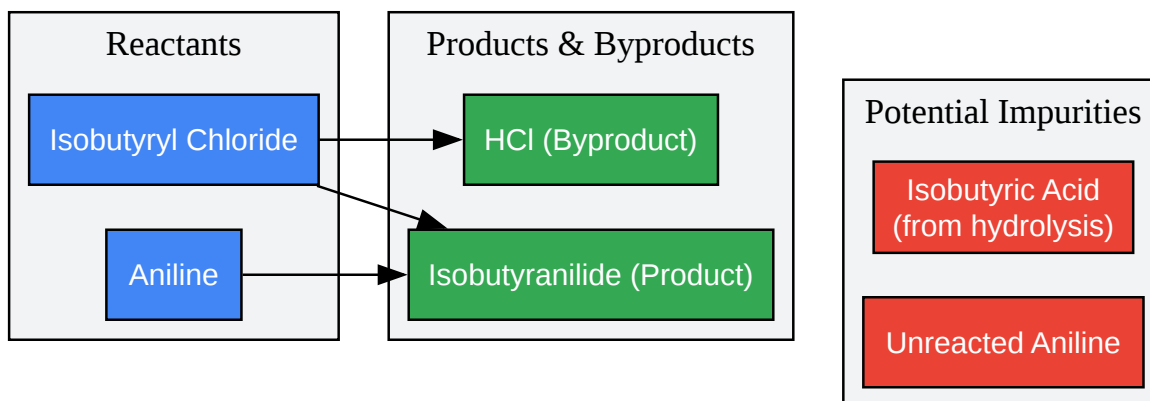 Reactants
Isobutyryl Chloride
Aniline
Products & Byproducts
HCl (Byproduct)
Isobutyranilide (Product)
Potential Impurities
Isobutyric Acid
(from hydrolysis)
Unreacted Aniline